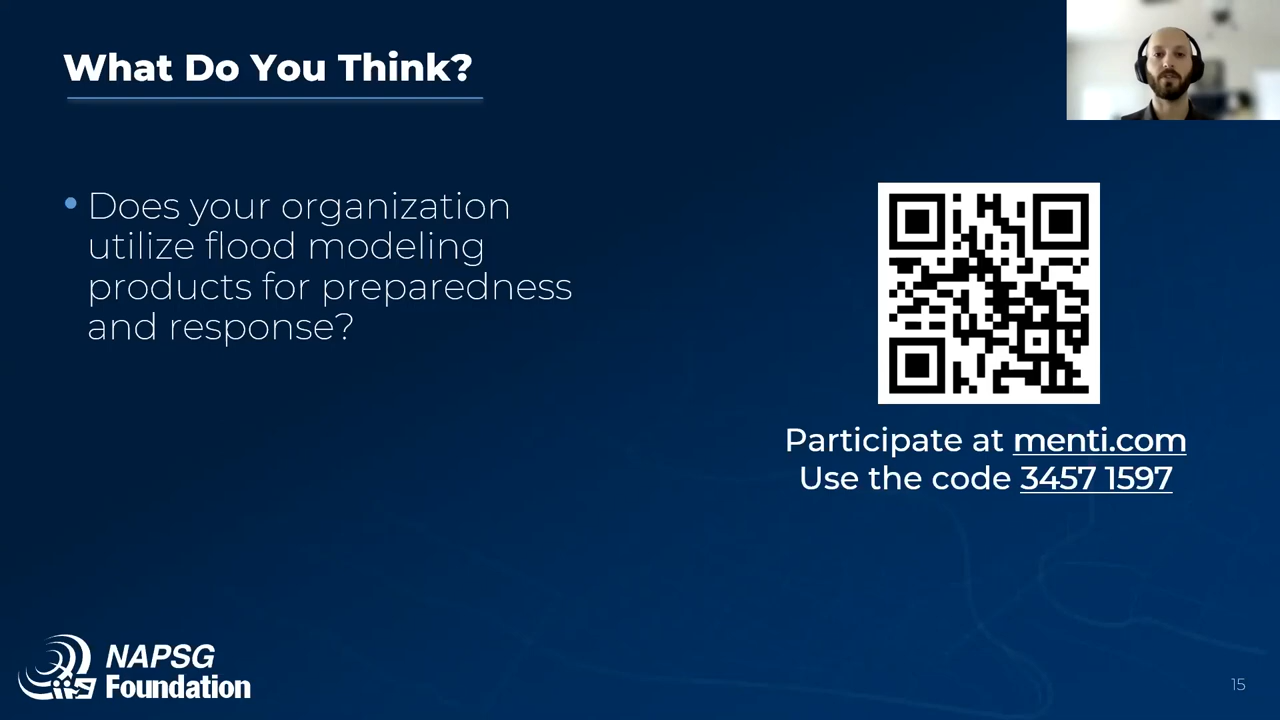 What Do You Think?
• Does your organization
utilize flood modeling
products for preparedness
and response?
Participate at menti.com
Use the code 3457 1597
NAPSG
Foundation
15